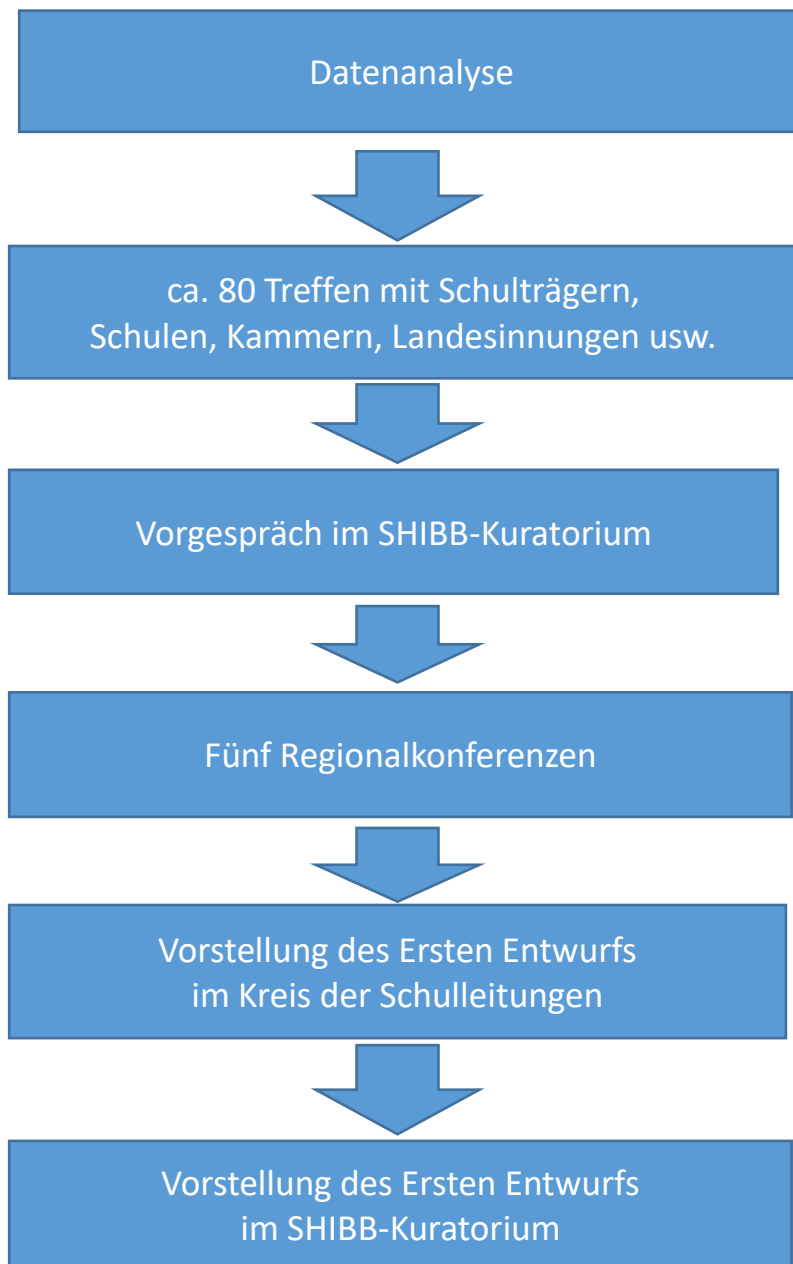 Datenanalyse
ca. 80 Treffen mit Schulträgern,
Schulen, Kammern, Landesinnungen usw.
Vorgespräch im SHIBB-Kuratorium
Fünf Regionalkonferenzen
Vorstellung des Ersten Entwurfs
im Kreis der Schulleitungen
Vorstellung des Ersten Entwurfs
im SHIBB-Kuratorium